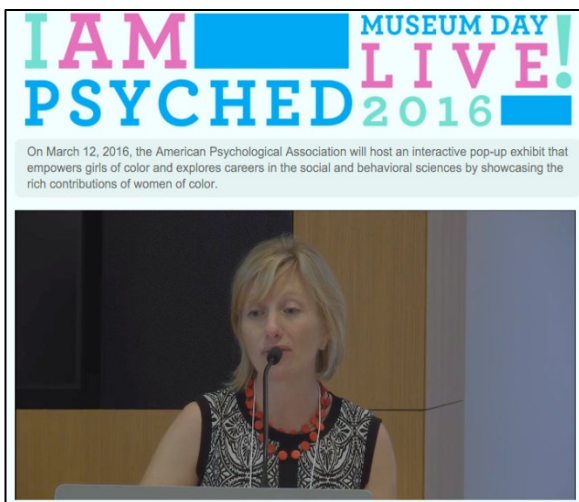 I AM
PSYCHED
MUSEUM DAY
LIVE!
2016
On March 12, 2016, the American Psychological Association will host an interactive pop-up exhibit that
empowers girls of color and explores careers in the social and behavioral sciences by showcasing the
rich contributions of women of color.